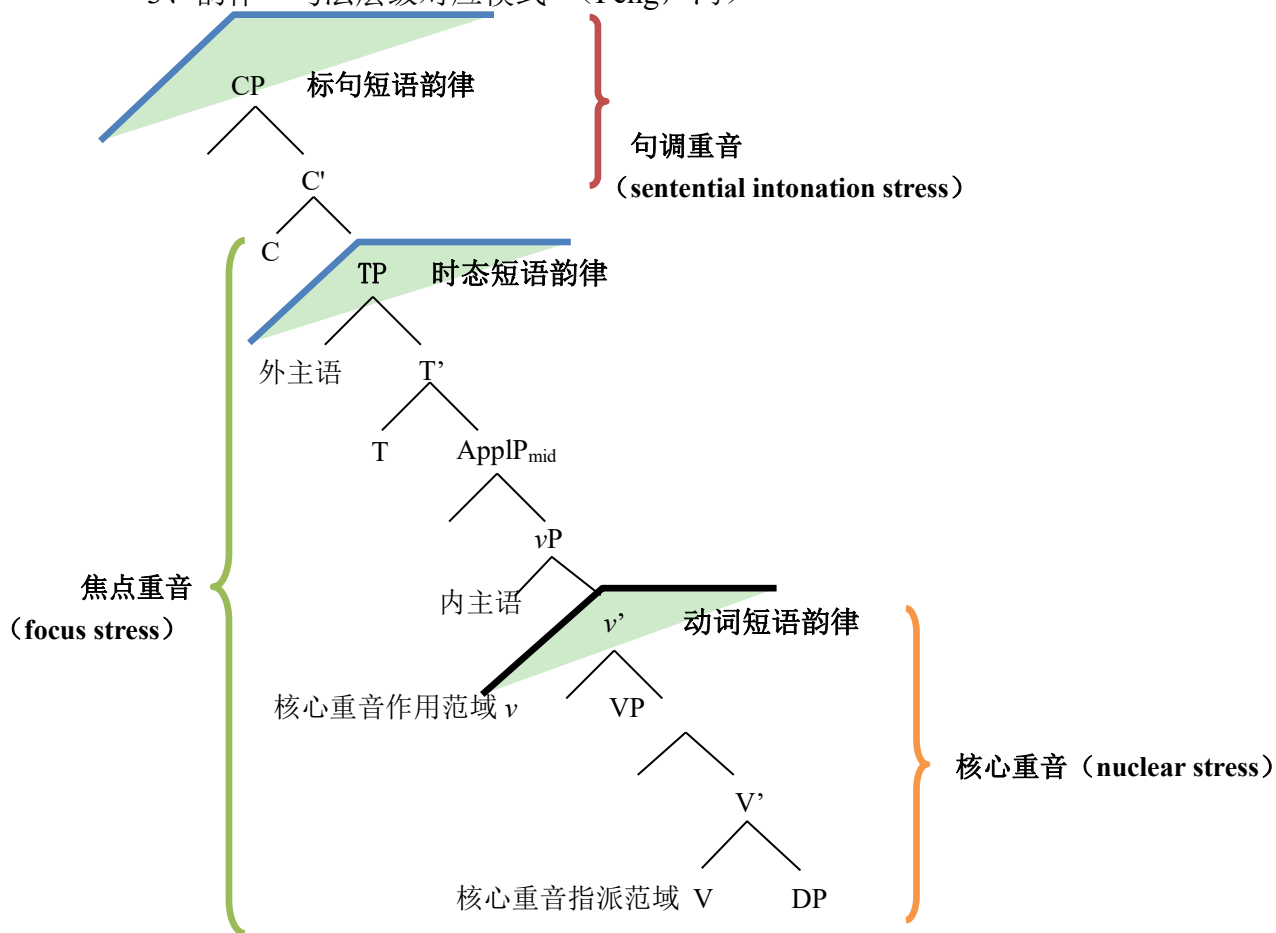 CP 标句短语韵律
句调重音
（sentential intonation stress）
C'
C
TP 时态短语韵律
外主语 T’
T ApplPmid
vP
焦点重音
（focus stress）
内主语
v’ 动词短语韵律
核心重音作用范域 v VP
核心重音（nuclear stress）
V’
核心重音指派范域 V DP